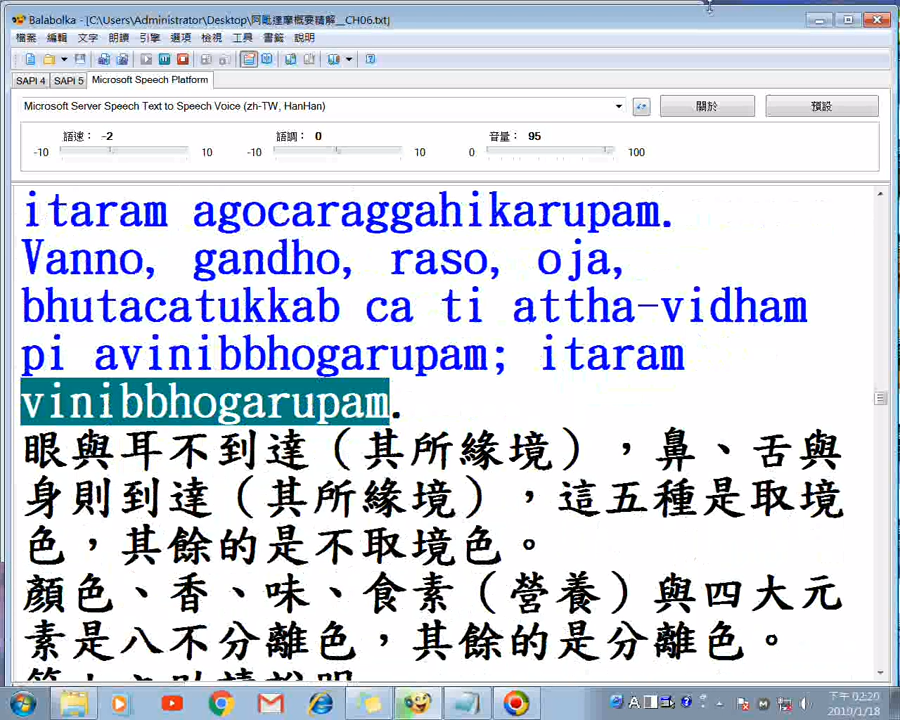 Balabolka - [C:\Users\Administrator\Desktop\阿毗達摩概要精解__CH06.txt]
檔案 編輯 文字 朗讀 引擎 選項 檢視 工具 書籤 說明
SAPI 4 SAPI 5 Microsoft Speech Platform
Microsoft Server Speech Text to Speech Voice (zh-TW, HanHan) 關於 預設
語速: -2 語調: 0 音量: 95
-10 10 -10 10 0 100
itaram agocaraggahikarupam.
Vanno, gandho, raso, oja,
bhutacatukkab ca ti attha-vidham
pi avinibbhogarupam; itaram
vinibbhogarupam.
眼與耳不到達（其所緣境），鼻、舌與
身則到達（其所緣境），這五種是取境
色，其餘的是不取境色。
顏色、香、味、食素（營養）與四大元
素是八不分離色，其餘的是分離色。
下午 02:20
2019/1/18